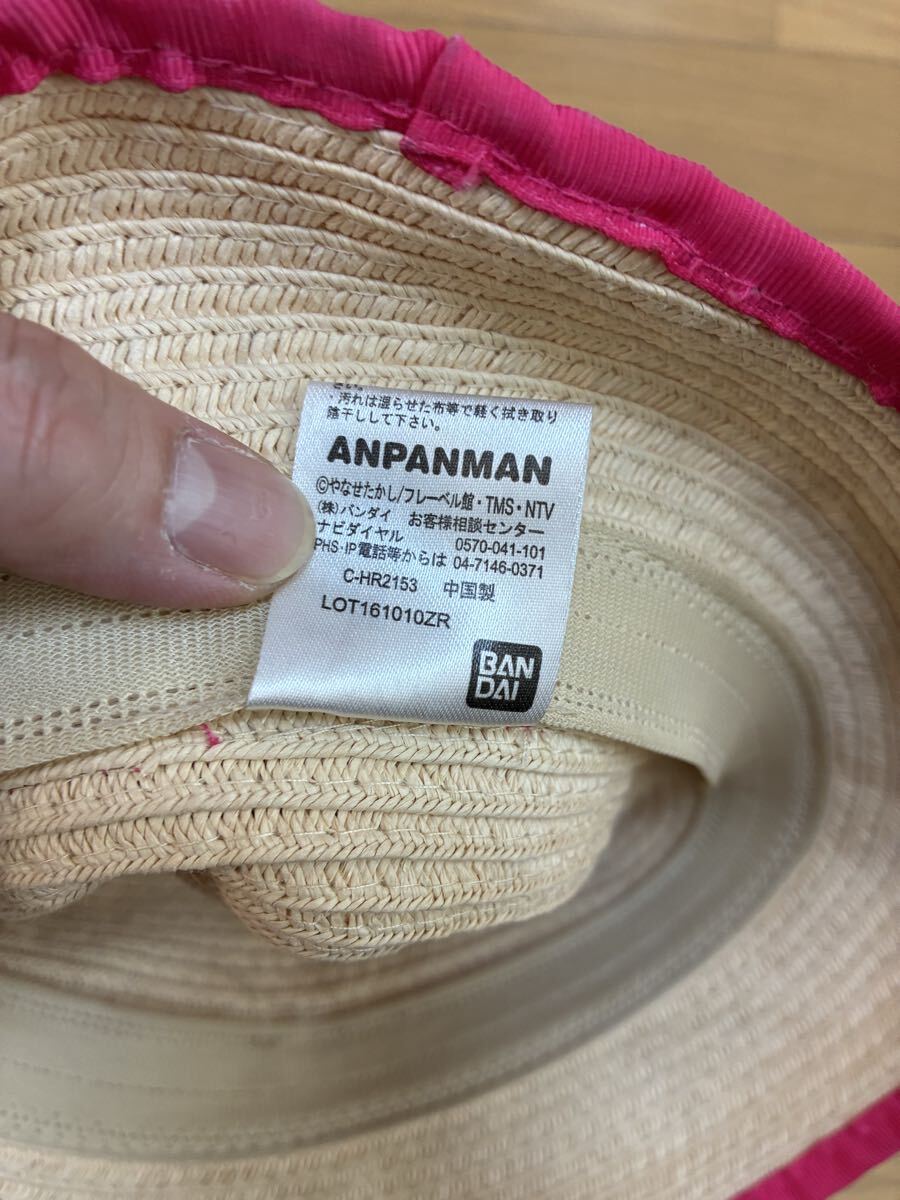 さい。
・汚れは湿らせた布等で軽く拭き取り
陰干しして下さい。
ANPANMAN
©やなせたかし/フレーベル館・TMS・NTV
(株)バンダイ お客様相談センター
ナビダイヤル 0570-041-101
PHS・IP電話等からは 04-7146-0371
C-HR2153 中国製
LOT161010ZR
BAN
DAI